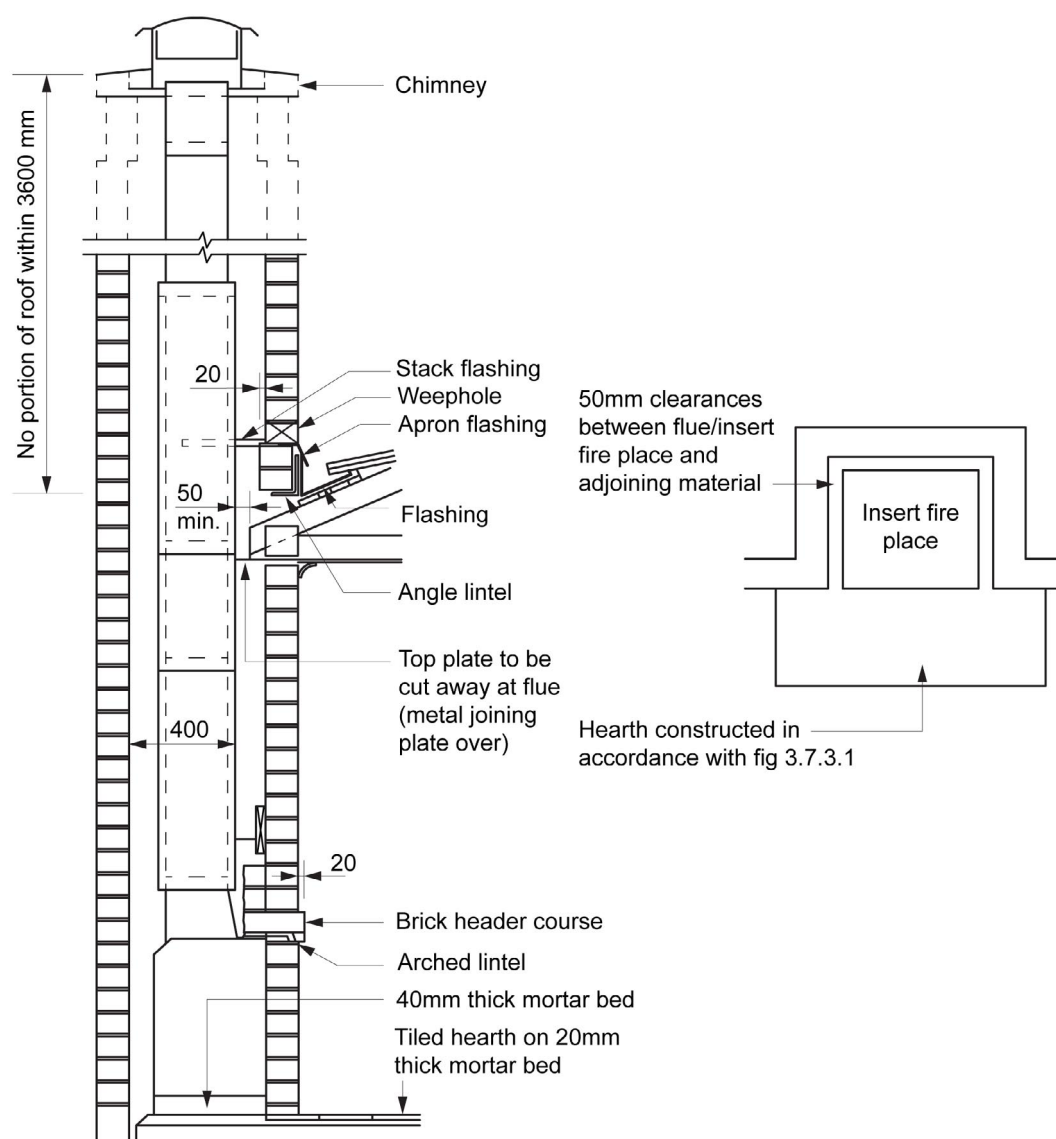 Chimney
No portion of roof within 3600 mm
20
Stack flashing
Weephole
Apron flashing
50
min.
Flashing
Angle lintel
Top plate to be
cut away at flue
(metal joining
plate over)
400
20
Brick header course
Arched lintel
40mm thick mortar bed
Tiled hearth on 20mm
thick mortar bed
50mm clearances
between flue/insert
fire place and
adjoining material
Insert fire
place
Hearth constructed in
accordance with fig 3.7.3.1